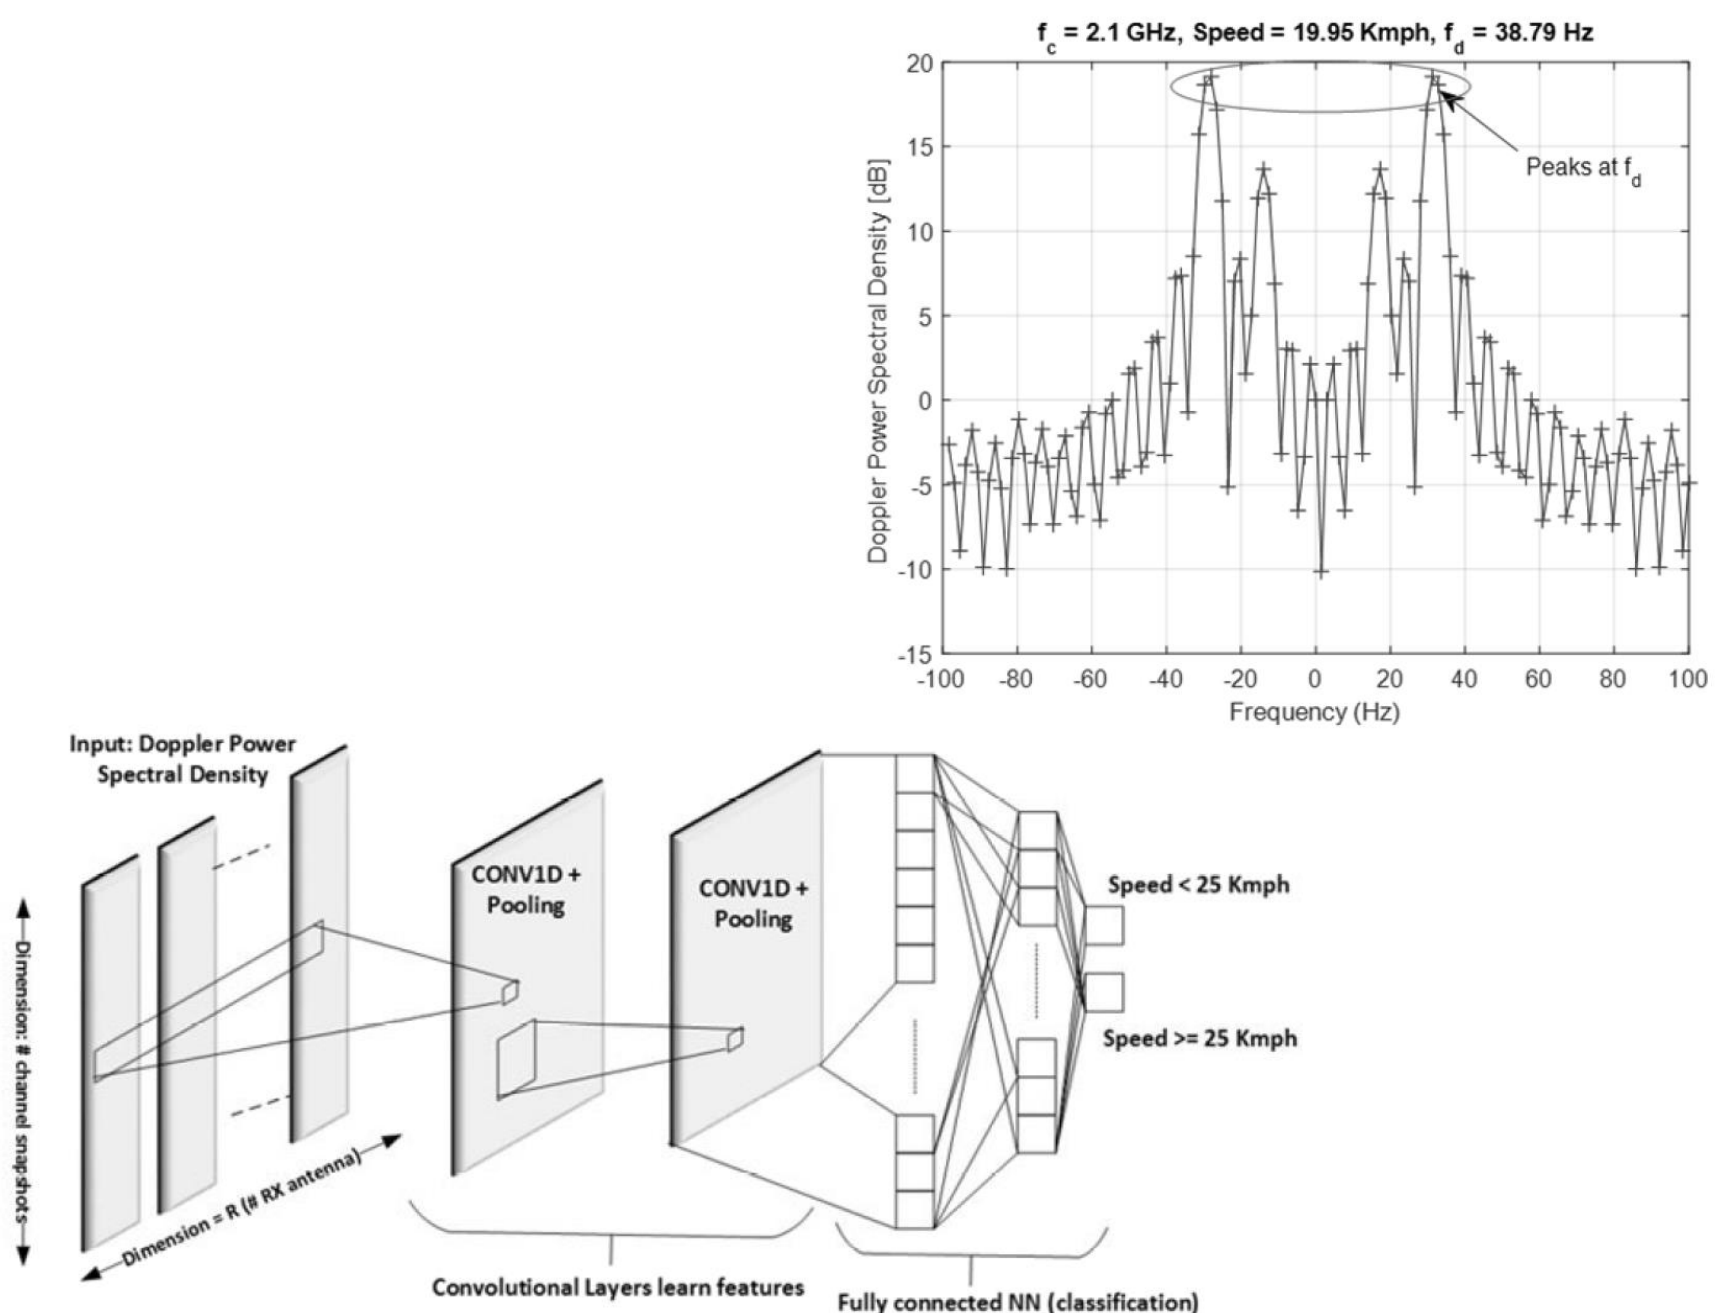 f_c = 2.1 GHz, Speed = 19.95 Kmph, f_d = 38.79 Hz
20
15
10
5
0
-5
-10
-15
Doppler Power Spectral Density [dB]
Peaks at f_d
-100 -80 -60 -40 -20 0 20 40 60 80 100
Frequency (Hz)
Input: Doppler Power
Spectral Density
CONV1D +
Pooling
CONV1D +
Pooling
Speed < 25 Kmph
Speed >= 25 Kmph
Dimension: # channel snapshots
Dimension = R (# RX antenna)
Convolutional Layers learn features
Fully connected NN (classification)